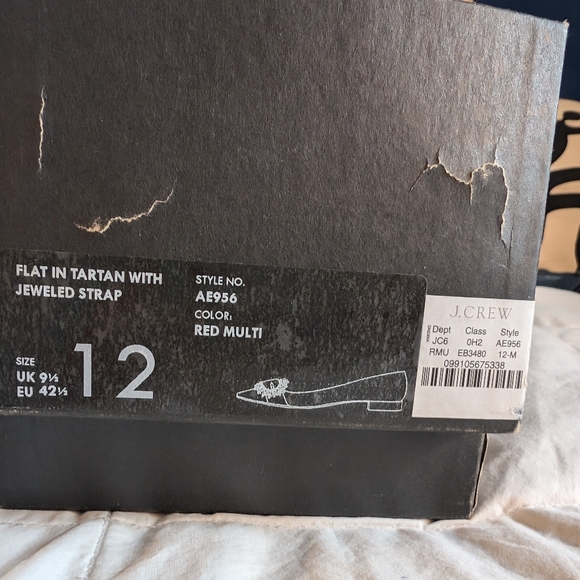 FLAT IN TARTAN WITH
JEWELED STRAP
STYLE NO.
AE956
COLOR:
RED MULTI
SIZE
UK 9½
EU 42½
12
J.CREW
Dept Class Style
JC6 0H2 AE956
RMU EB3480 12-M
099105675338